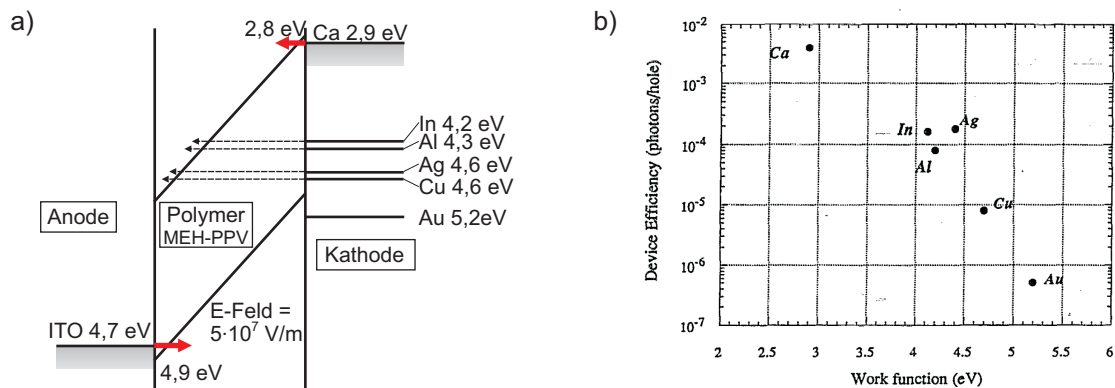 a)
2,8 eV
Ca 2,9 eV
In 4,2 eV
Al 4,3 eV
Ag 4,6 eV
Cu 4,6 eV
Anode
Polymer
MEH-PPV
Au 5,2eV
Kathode
E-Feld =
5·10⁷ V/m
ITO 4,7 eV
4,9 eV
b)
Device Efficiency (photons/hole)
10⁻²
10⁻³
10⁻⁴
10⁻⁵
10⁻⁶
10⁻⁷
Ca
In
Ag
Al
Cu
Au
2 2.5 3 3.5 4 4.5 5 5.5 6
Work function (eV)